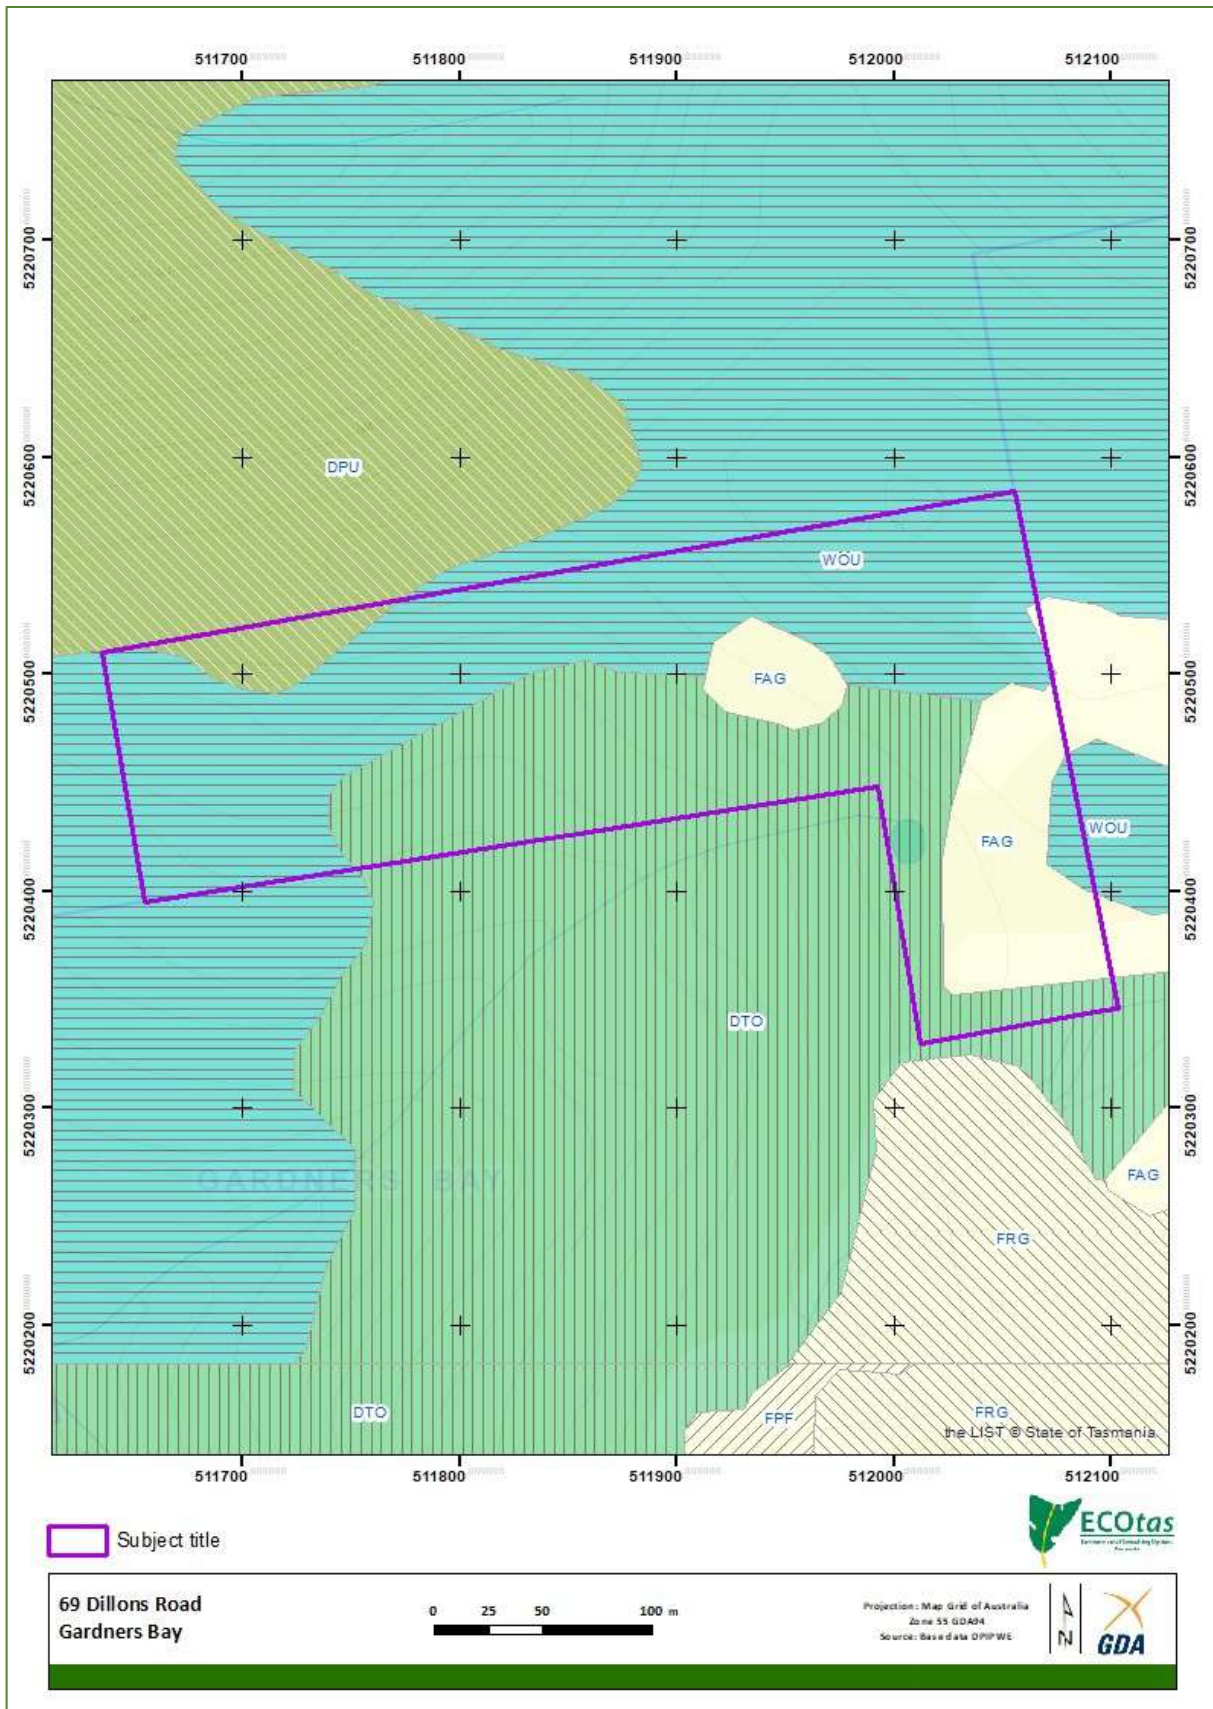 511700 511800 511900 512000 512100
5220700 5220700
5220600 5220600
DPU
WOU
5220500 5220500
FAG
FAG WOU
5220400 5220400
DTO
5220300 5220300
GARDNERS BAY
FAG
FRG
5220200 5220200
DTO FPF FRG
the LIST © State of Tasmania
511700 511800 511900 512000 512100
Subject title
ECOtas
69 Dillons Road
Gardners Bay
0 25 50 100 m
Projection: Map Grid of Australia
Zone 55 GDA94
Source: Base data DPIPWE
N
GDA